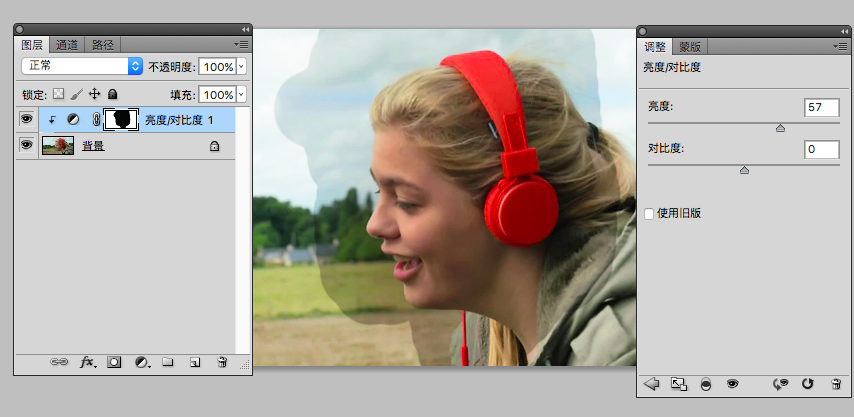 图层 通道 路径
正常 不透明度: 100%
锁定: 填充: 100%
亮度/对比度 1
背景
fx
调整 蒙版
亮度/对比度
亮度: 57
对比度: 0
使用旧版